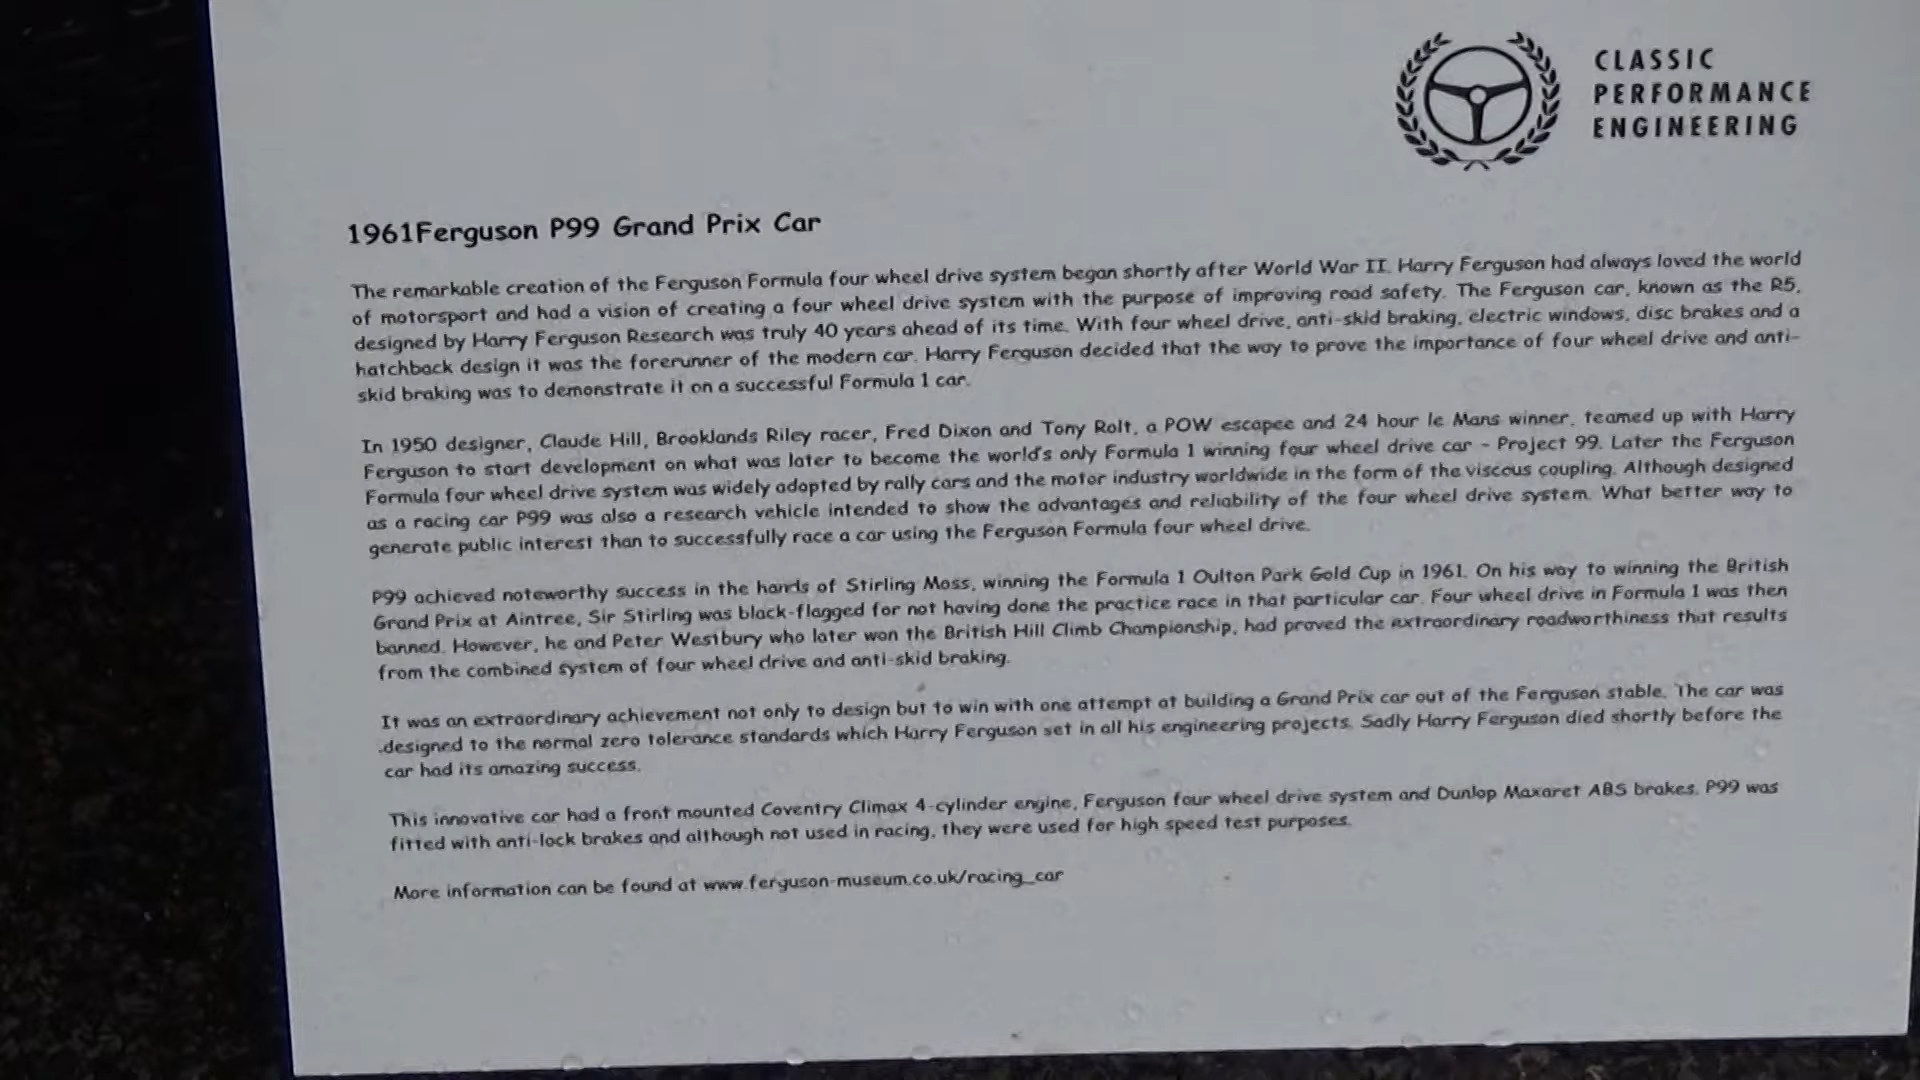 CLASSIC
PERFORMANCE
ENGINEERING
1961Ferguson P99 Grand Prix Car
The remarkable creation of the Ferguson Formula four wheel drive system began shortly after World War II. Harry Ferguson had always loved the world
of motorsport and had a vision of creating a four wheel drive system with the purpose of improving road safety. The Ferguson car, known as the R5,
designed by Harry Ferguson Research was truly 40 years ahead of its time. With four wheel drive, anti-skid braking, electric windows, disc brakes and a
hatchback design it was the forerunner of the modern car. Harry Ferguson decided that the way to prove the importance of four wheel drive and anti-
skid braking was to demonstrate it on a successful Formula 1 car.
In 1950 designer, Claude Hill, Brooklands Riley racer, Fred Dixon and Tony Rolt, a POW escapee and 24 hour le Mans winner, teamed up with Harry
Ferguson to start development on what was later to become the world's only Formula 1 winning four wheel drive car - Project 99. Later the Ferguson
Formula four wheel drive system was widely adopted by rally cars and the motor industry worldwide in the form of the viscous coupling. Although designed
as a racing car P99 was also a research vehicle intended to show the advantages and reliability of the four wheel drive system. What better way to
generate public interest than to successfully race a car using the Ferguson Formula four wheel drive.
P99 achieved noteworthy success in the hands of Stirling Moss, winning the Formula 1 Oulton Park Gold Cup in 1961. On his way to winning the British
Grand Prix at Aintree, Sir Stirling was black-flagged for not having done the practice race in that particular car. Four wheel drive in Formula 1 was then
banned. However, he and Peter Westbury who later won the British Hill Climb Championship, had proved the extraordinary roadworthiness that results
from the combined system of four wheel drive and anti-skid braking.
It was an extraordinary achievement not only to design but to win with one attempt at building a Grand Prix car out of the Ferguson stable. The car was
designed to the normal zero tolerance standards which Harry Ferguson set in all his engineering projects. Sadly Harry Ferguson died shortly before the
car had its amazing success.
This innovative car had a front mounted Coventry Climax 4-cylinder engine, Ferguson four wheel drive system and Dunlop Maxaret ABS brakes. P99 was
fitted with anti-lock brakes and although not used in racing, they were used for high speed test purposes.
More information can be found at www.ferguson-museum.co.uk/racing_car